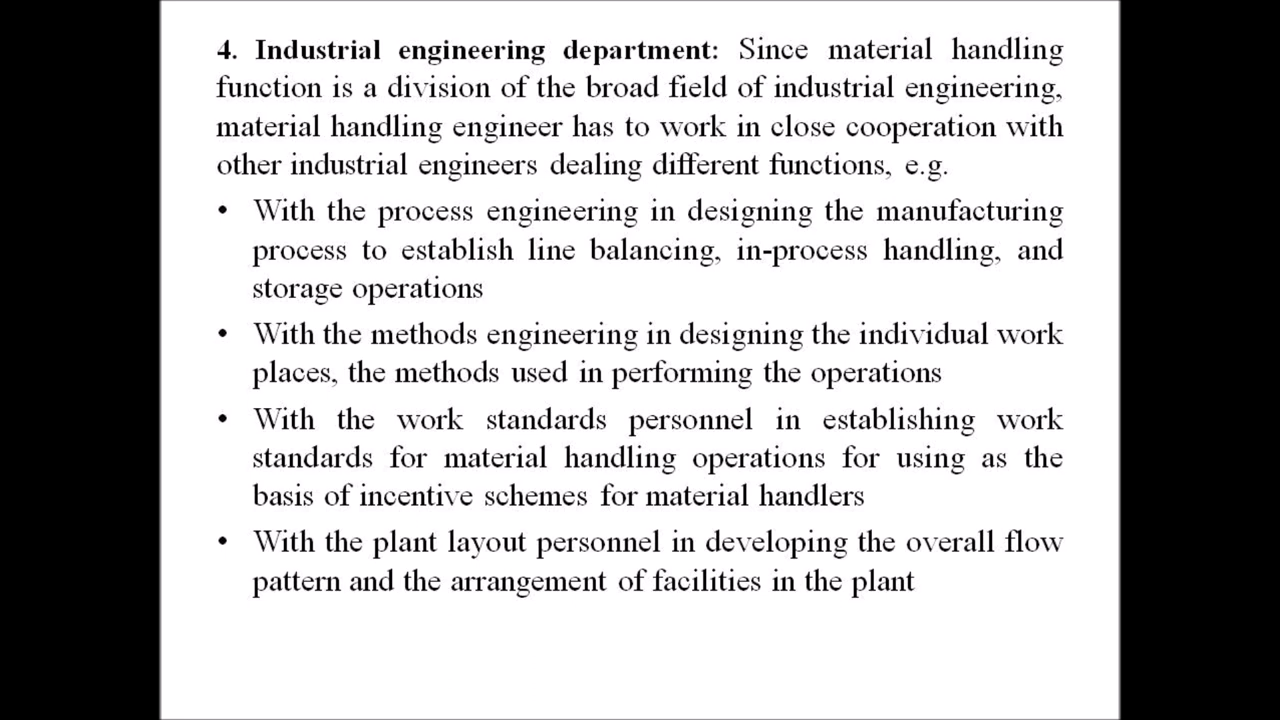 4. Industrial engineering department: Since material handling
function is a division of the broad field of industrial engineering,
material handling engineer has to work in close cooperation with
other industrial engineers dealing different functions, e.g.
• With the process engineering in designing the manufacturing
process to establish line balancing, in-process handling, and
storage operations
• With the methods engineering in designing the individual work
places, the methods used in performing the operations
• With the work standards personnel in establishing work
standards for material handling operations for using as the
basis of incentive schemes for material handlers
• With the plant layout personnel in developing the overall flow
pattern and the arrangement of facilities in the plant